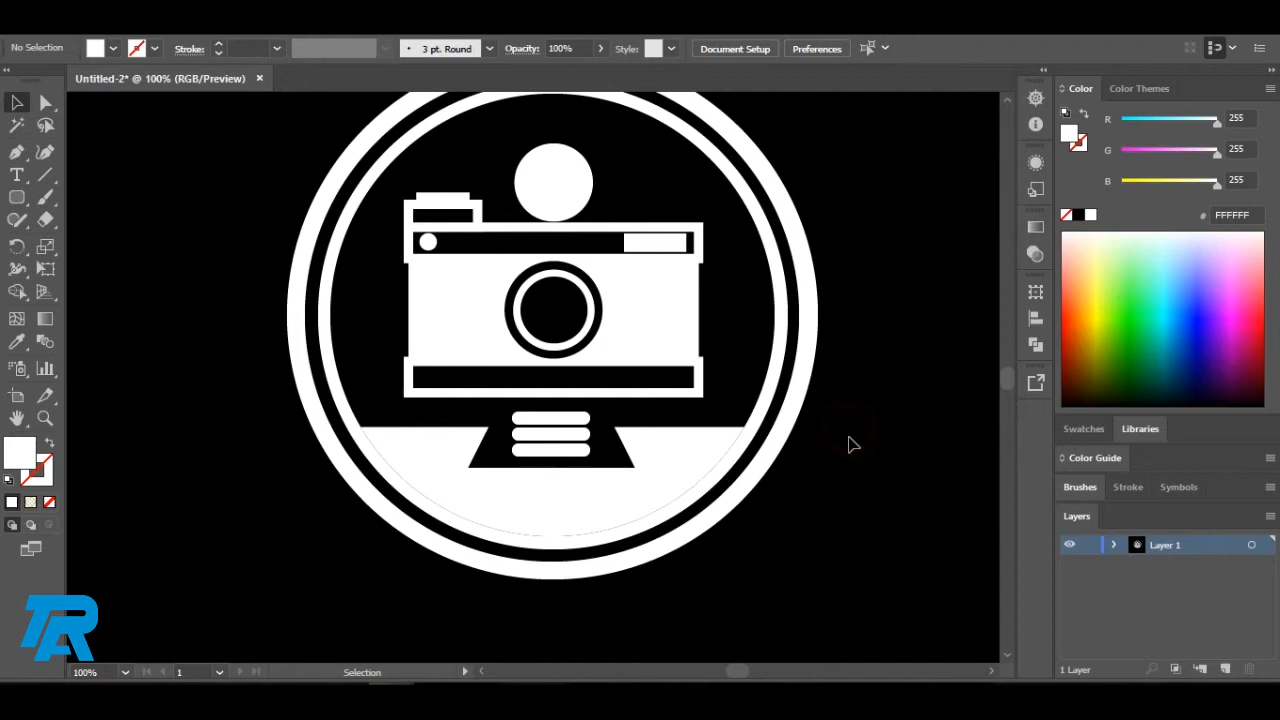 No Selection
Stroke:
3 pt. Round
Opacity: 100%
Style:
Document Setup
Preferences
Untitled-2* @ 100% (RGB/Preview)
Color
Color Themes
R 255
G 255
B 255
# FFFFFF
Swatches
Libraries
Color Guide
Brushes
Stroke
Symbols
Layers
Layer 1
TRA
100%
1
Selection
1 Layer